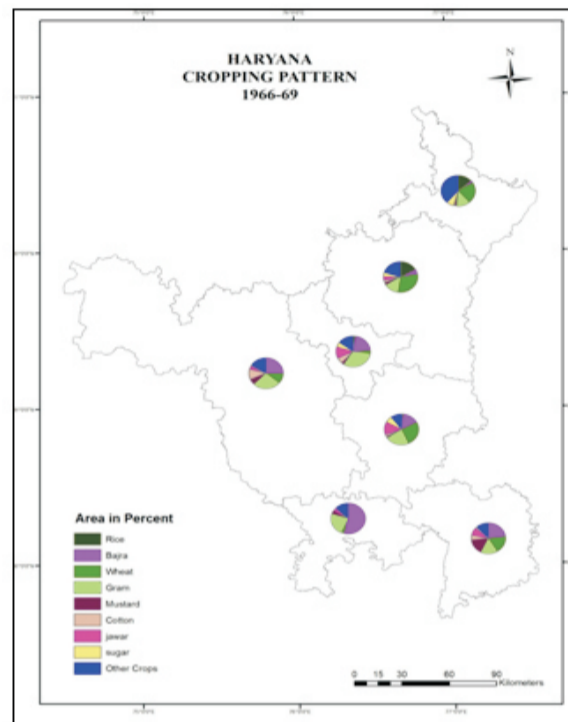 HARYANA
CROPPING PATTERN
1966-69
N
Area in Percent
Rice
Bajra
Wheat
Gram
Mustard
Cotton
jawar
sugar
Other Crops
0 15 30 60 90
Kilometers